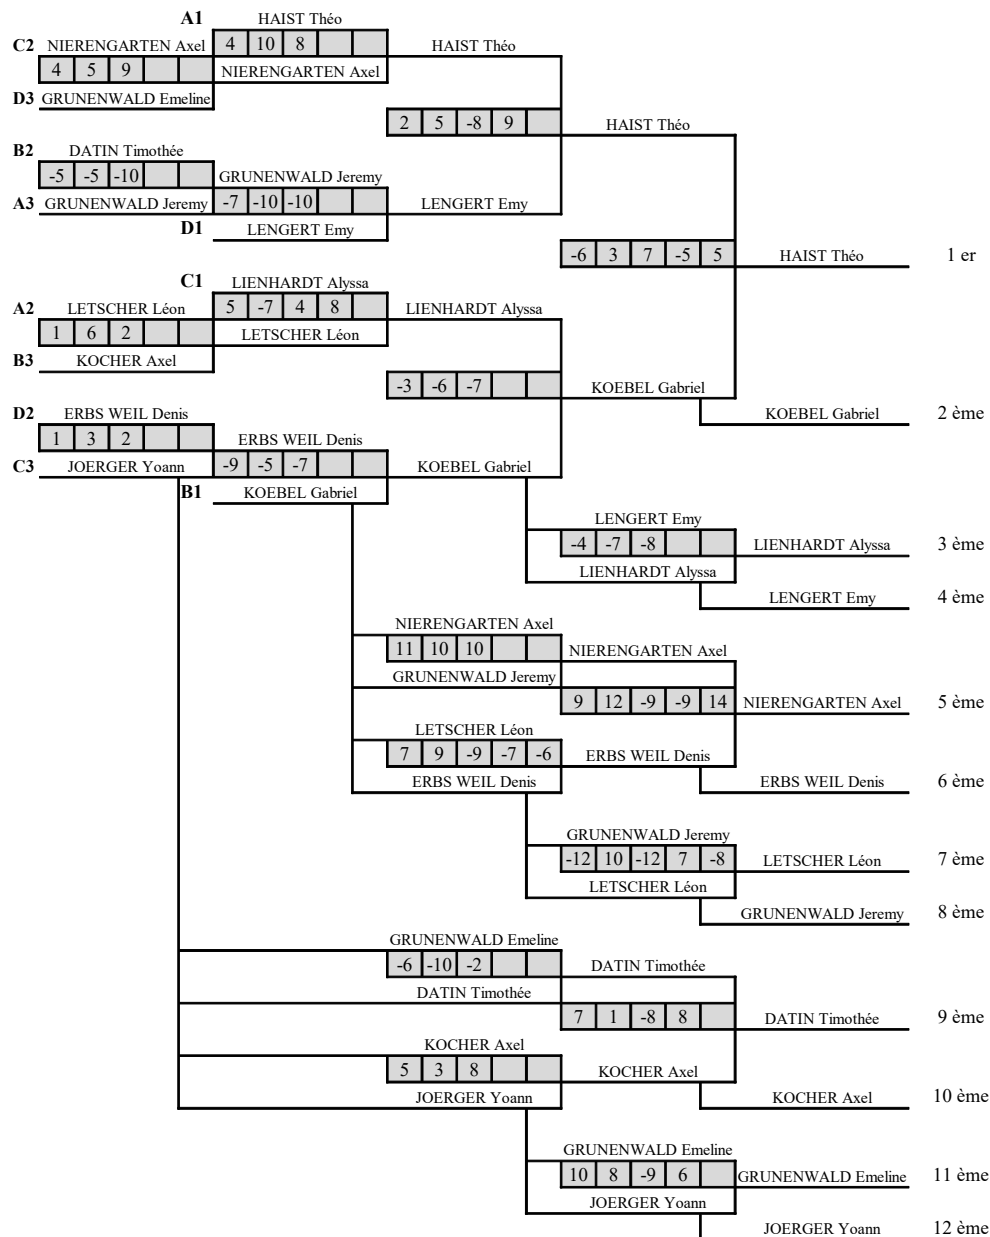 A1 HAIST Théo
C2 NIERENGARTEN Axel 4 10 8 HAIST Théo
4 5 9 NIERENGARTEN Axel
D3 GRUNENWALD Emeline
2 5 -8 9 HAIST Théo
B2 DATIN Timothée
-5 -5 -10 GRUNENWALD Jeremy
A3 GRUNENWALD Jeremy -7 -10 -10 LENGERT Emy
D1 LENGERT Emy
-6 3 7 -5 5 HAIST Théo 1 er
C1 LIENHARDT Alyssa
A2 LETSCHER Léon 5 -7 4 8 LIENHARDT Alyssa
1 6 2 LETSCHER Léon
B3 KOCHER Axel
-3 -6 -7 KOEBEL Gabriel
D2 ERBS WEIL Denis KOEBEL Gabriel 2 ème
1 3 2 ERBS WEIL Denis
C3 JOERGER Yoann -9 -5 -7 KOEBEL Gabriel
B1 KOEBEL Gabriel
LENGERT Emy
-4 -7 -8 LIENHARDT Alyssa 3 ème
LIENHARDT Alyssa
LENGERT Emy 4 ème
NIERENGARTEN Axel
11 10 10 NIERENGARTEN Axel
GRUNENWALD Jeremy
9 12 -9 -9 14 NIERENGARTEN Axel 5 ème
LETSCHER Léon
7 9 -9 -7 -6 ERBS WEIL Denis
ERBS WEIL Denis ERBS WEIL Denis 6 ème
GRUNENWALD Jeremy
-12 10 -12 7 -8 LETSCHER Léon 7 ème
LETSCHER Léon
GRUNENWALD Jeremy 8 ème
GRUNENWALD Emeline
-6 -10 -2 DATIN Timothée
DATIN Timothée
7 1 -8 8 DATIN Timothée 9 ème
KOCHER Axel
5 3 8 KOCHER Axel
JOERGER Yoann KOCHER Axel 10 ème
GRUNENWALD Emeline
10 8 -9 6 GRUNENWALD Emeline 11 ème
JOERGER Yoann
JOERGER Yoann 12 ème